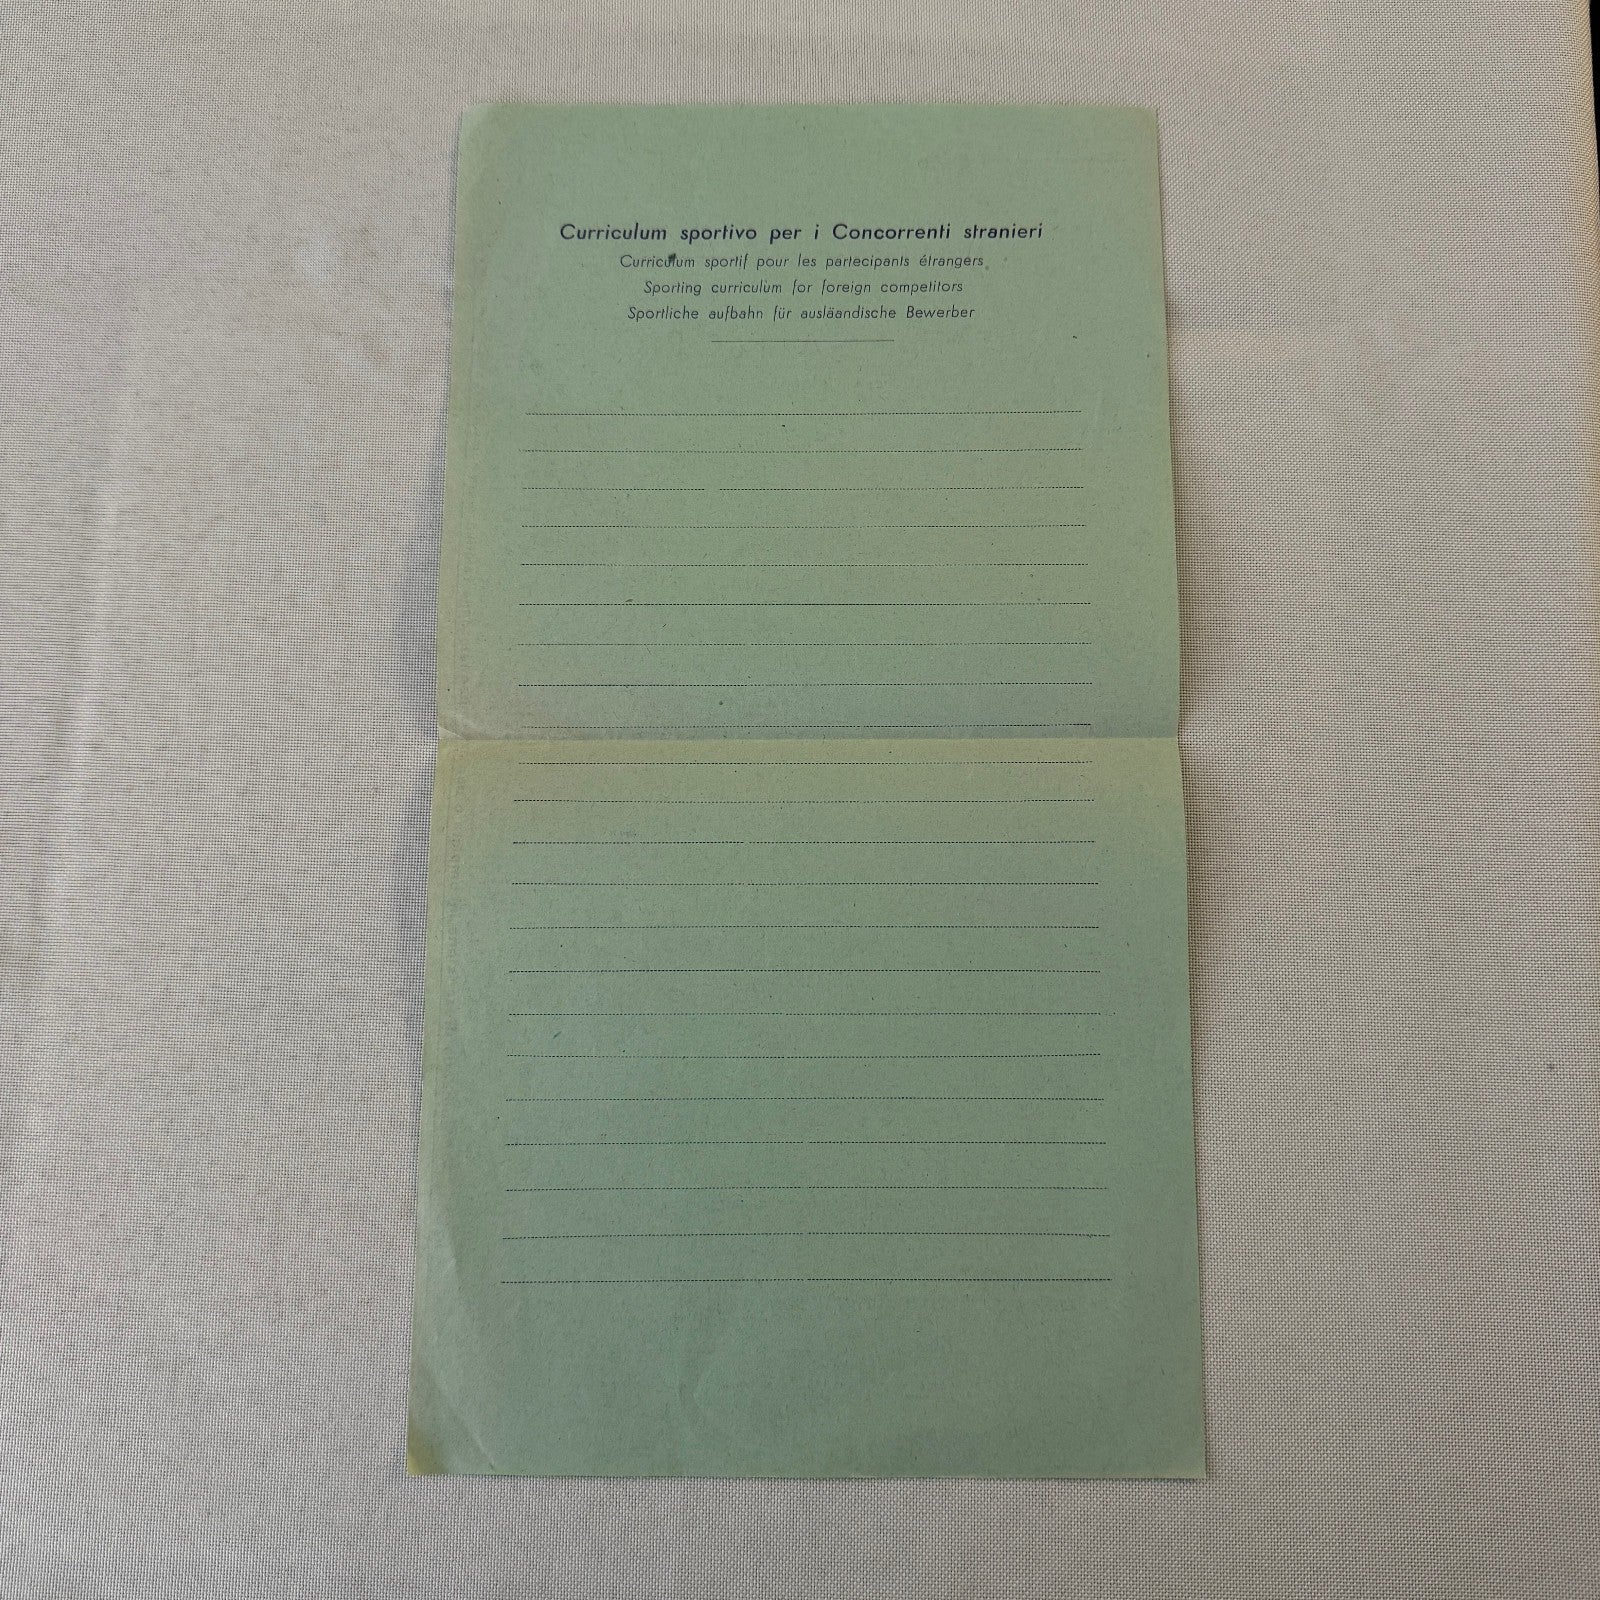 Curriculum sportivo per i Concorrenti stranieri
Curriculum sportif pour les partecipants étrangers
Sporting curriculum for foreign competitors
Sportliche aufbahn für ausläandische Bewerber